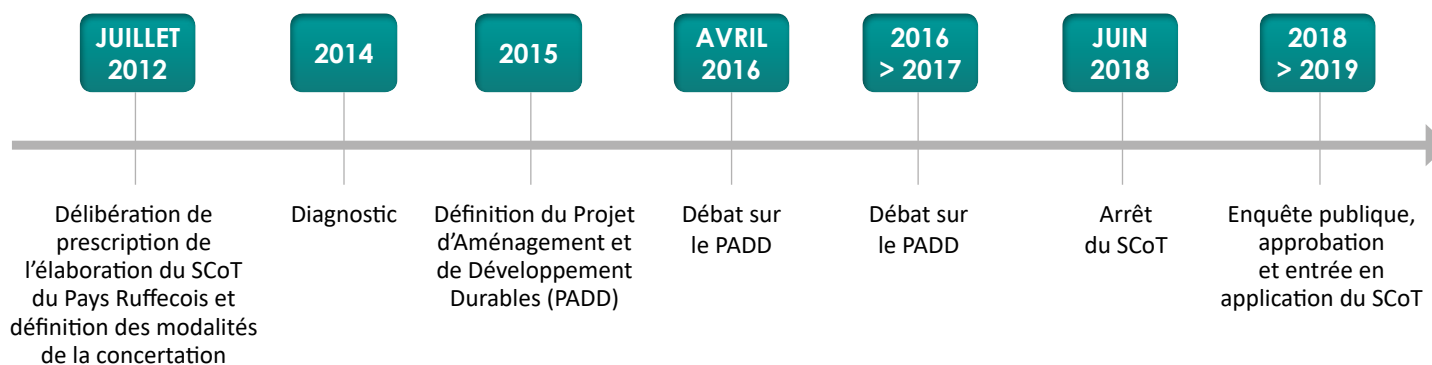 JUILLET
2012
2014
2015
AVRIL
2016
2016
> 2017
JUIN
2018
2018
> 2019
Délibération de
prescription de
l’élaboration du SCoT
du Pays Ruffecois et
définition des modalités
de la concertation
Diagnostic
Définition du Projet
d’Aménagement et
de Développement
Durables (PADD)
Débat sur
le PADD
Débat sur
le PADD
Arrêt
du SCoT
Enquête publique,
approbation
et entrée en
application du SCoT